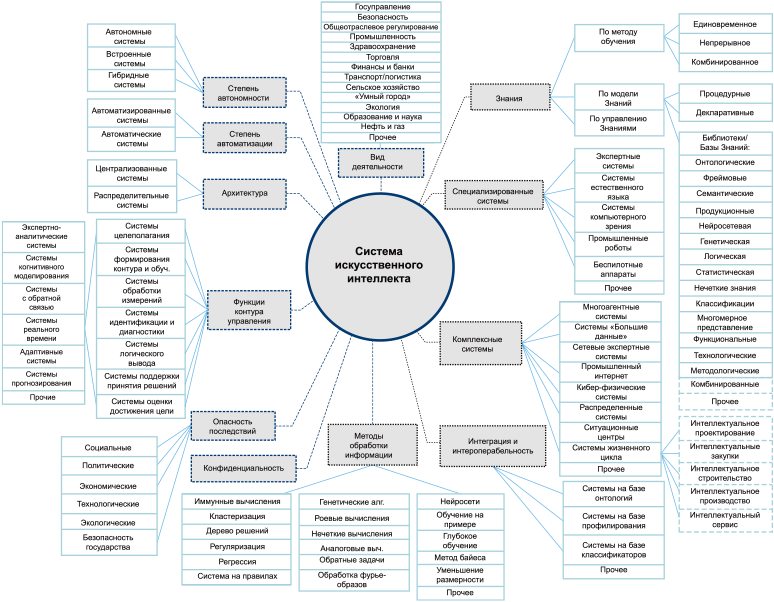 Автономные
системы
Встроенные
системы
Гибридные
системы
Степень
автономности
Автоматизированные
системы
Автоматические
системы
Степень
автоматизации
Централизованные
системы
Распределительные
системы
Архитектура
Госуправление
Безопасность
Общеотраслевое регулирование
Промышленность
Здравоохранение
Торговля
Финансы и банки
Транспорт/логистика
Сельское хозяйство
«Умный город»
Экология
Образование и наука
Нефть и газ
Прочее
Вид
деятельности
Знания
По методу
обучения
Единовременное
Непрерывное
Комбинированное
По модели
Знаний
По управлению
Знаниями
Процедурные
Декларативные
Библиотеки/
Базы Знаний:
Онтологические
Фреймовые
Семантические
Продукционные
Нейросетевая
Генетическая
Логическая
Статистическая
Нечеткие знания
Классификации
Многомерное
представление
Функциональные
Технологические
Методологические
Комбинированные
Прочее
Специализированные
системы
Экспертные
системы
Системы
естественного
языка
Системы
компьютерного
зрения
Промышленные
роботы
Беспилотные
аппараты
Прочее
Система
искусственного
интеллекта
Экспертно-
аналитические
системы
Системы
когнитивного
моделирования
Системы
с обратной
связью
Системы
реального
времени
Адаптивные
системы
Системы
прогнозирования
Прочие
Системы
целеполагания
Системы
формирования
контура и обуч.
Системы
обработки
измерений
Системы
идентификации и
диагностики
Системы
логического
вывода
Системы поддержки
принятия решений
Системы оценки
достижения цели
Функции
контура
управления
Комплексные
системы
Многоагентные
системы
Системы «Большие
данные»
Сетевые экспертные
системы
Промышленный
интернет
Кибер-физические
системы
Распределенные
системы
Ситуационные
центры
Системы жизненного
цикла
Прочее
Интеллектуальное
проектирование
Интеллектуальные
закупки
Интеллектуальное
строительство
Интеллектуальное
производство
Интеллектуальный
сервис
Опасность
последствий
Социальные
Политические
Экономические
Технологические
Экологические
Безопасность
государства
Конфиденциальность
Методы
обработки
информации
Интеграция и
интероперабельность
Системы на базе
онтологий
Системы на базе
профилирования
Системы на базе
классификаторов
Прочее
Иммунные вычисления
Кластеризация
Дерево решений
Регуляризация
Регрессия
Система на правилах
Генетические алг.
Роевые вычисления
Нечеткие вычисления
Аналоговые выч.
Обратные задачи
Обработка фурье-
образов
Нейросети
Обучение на
примере
Глубокое
обучение
Метод байеса
Уменьшение
размерности
Прочее